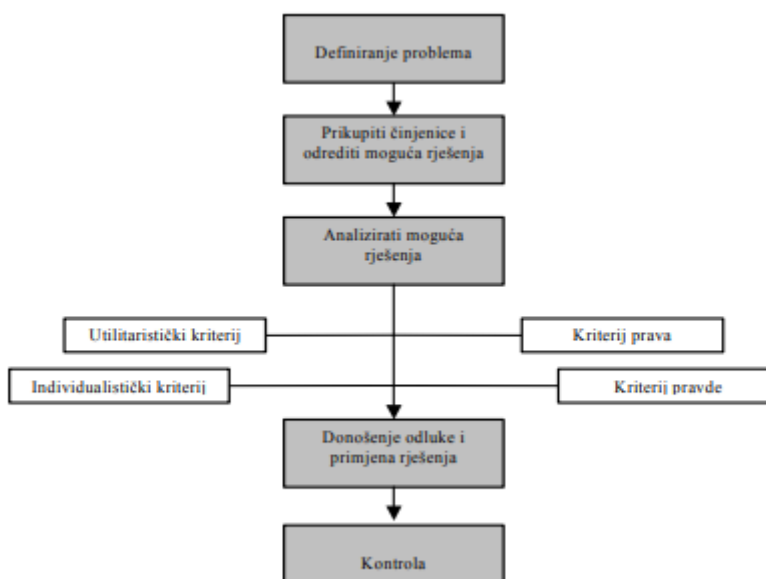 Definiranje problema
Prikupiti činjenice i
odrediti moguća rješenja
Analizirati moguća
rješenja
Utilitaristički kriterij
Kriterij prava
Individualistički kriterij
Kriterij pravde
Donošenje odluke i
primjena rješenja
Kontrola